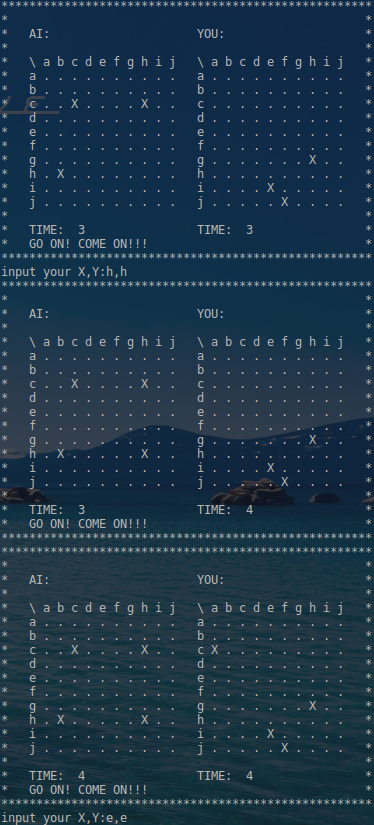 *****************************************************
*                                                   *
*   AI:                     YOU:                    *
*                                                   *
*   \ a b c d e f g h i j   \ a b c d e f g h i j   *
*   a . . . . . . . . . .   a . . . . . . . . . .   *
*   b . . . . . . . . . .   b . . . . . . . . . .   *
*   c . . X . . . . X . .   c . . . . . . . . . .   *
*   d . . . . . . . . . .   d . . . . . . . . . .   *
*   e . . . . . . . . . .   e . . . . . . . . . .   *
*   f . . . . . . . . . .   f . . . . . . . . . .   *
*   g . . . . . . . . . .   g . . . . . . . X . .   *
*   h . X . . . . . . . .   h . . . . . . . . . .   *
*   i . . . . . . . . . .   i . . . . X . . . . .   *
*   j . . . . . . . . . .   j . . . . . X . . . .   *
*                                                   *
*   TIME:  3                TIME:  3                *
*   GO ON! COME ON!!!                               *
*****************************************************
input your X,Y:h,h
*****************************************************
*                                                   *
*   AI:                     YOU:                    *
*                                                   *
*   \ a b c d e f g h i j   \ a b c d e f g h i j   *
*   a . . . . . . . . . .   a . . . . . . . . . .   *
*   b . . . . . . . . . .   b . . . . . . . . . .   *
*   c . . X . . . . X . .   c . . . . . . . . . .   *
*   d . . . . . . . . . .   d . . . . . . . . . .   *
*   e . . . . . . . . . .   e . . . . . . . . . .   *
*   f . . . . . . . . . .   f . . . . . . . . . .   *
*   g . . . . . . . . . .   g . . . . . . . X . .   *
*   h . X . . . . . X . .   h . . . . . . . . . .   *
*   i . . . . . . . . . .   i . . . . X . . . . .   *
*   j . . . . . . . . . .   j . . . . . X . . . .   *
*                                                   *
*   TIME:  3                TIME:  4                *
*   GO ON! COME ON!!!                               *
*****************************************************
*****************************************************
*                                                   *
*   AI:                     YOU:                    *
*                                                   *
*   \ a b c d e f g h i j   \ a b c d e f g h i j   *
*   a . . . . . . . . . .   a . . . . . . . . . .   *
*   b . . . . . . . . . .   b . . . . . . . . . .   *
*   c . . X . . . . X . .   c X . . . . . . . . .   *
*   d . . . . . . . . . .   d . . . . . . . . . .   *
*   e . . . . . . . . . .   e . . . . . . . . . .   *
*   f . . . . . . . . . .   f . . . . . . . . . .   *
*   g . . . . . . . . . .   g . . . . . . . X . .   *
*   h . X . . . . . X . .   h . . . . . . . . . .   *
*   i . . . . . . . . . .   i . . . . X . . . . .   *
*   j . . . . . . . . . .   j . . . . . X . . . .   *
*                                                   *
*   TIME:  4                TIME:  4                *
*   GO ON! COME ON!!!                               *
*****************************************************
input your X,Y:e,e